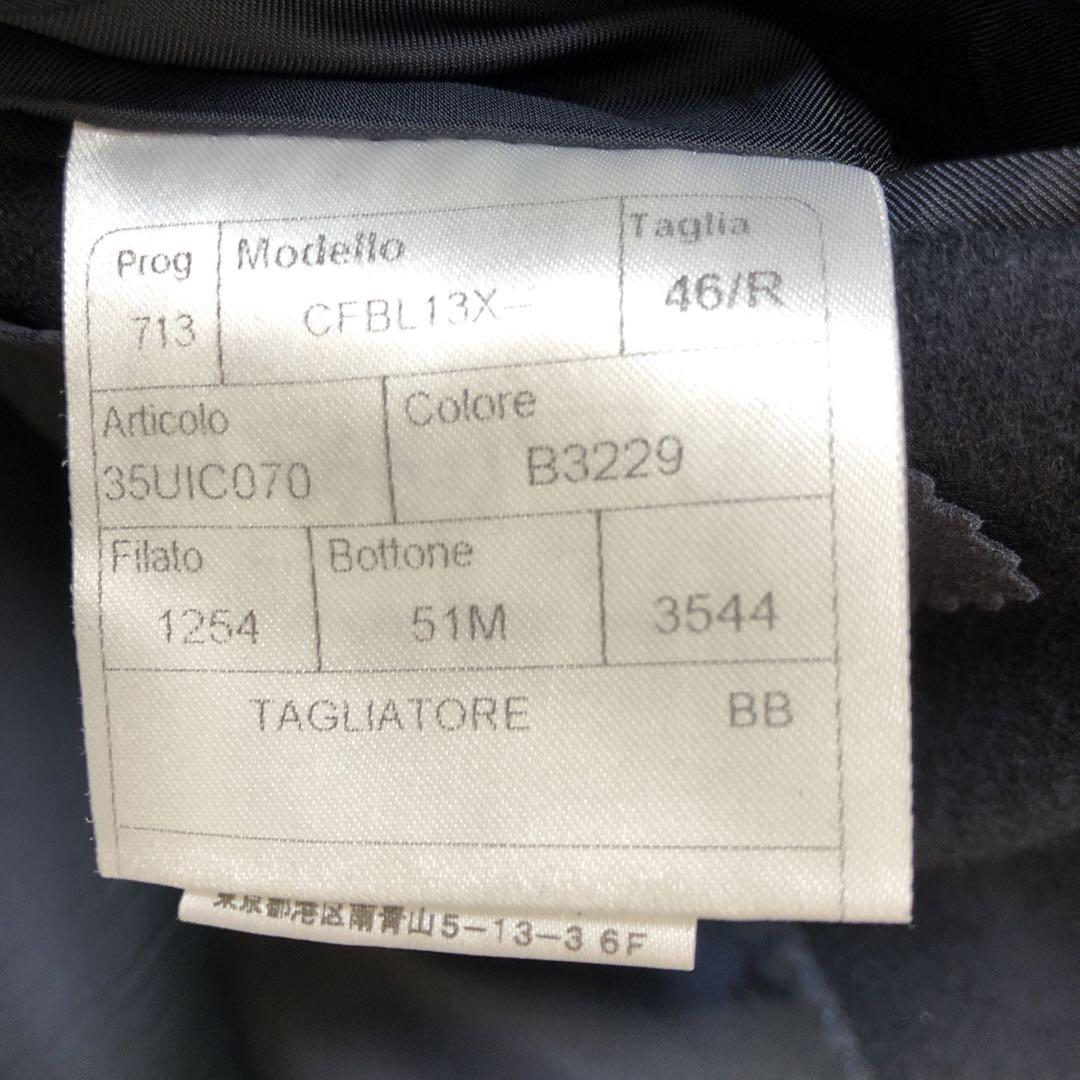 Prog Modello Taglia
713 CFBL13X- 46/R
Articolo Colore
35UIC070 B3229
Filato Bottone
1254 51M 3544
TAGLIATORE BB
東京都港区南青山5-13-3 6F